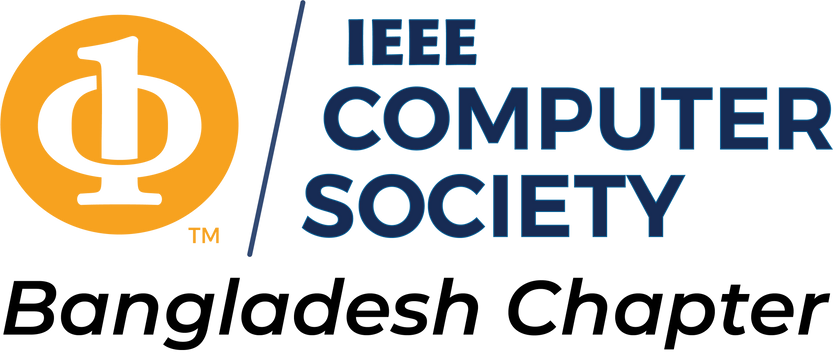 IEEE
COMPUTER
SOCIETY
TM
Bangladesh Chapter